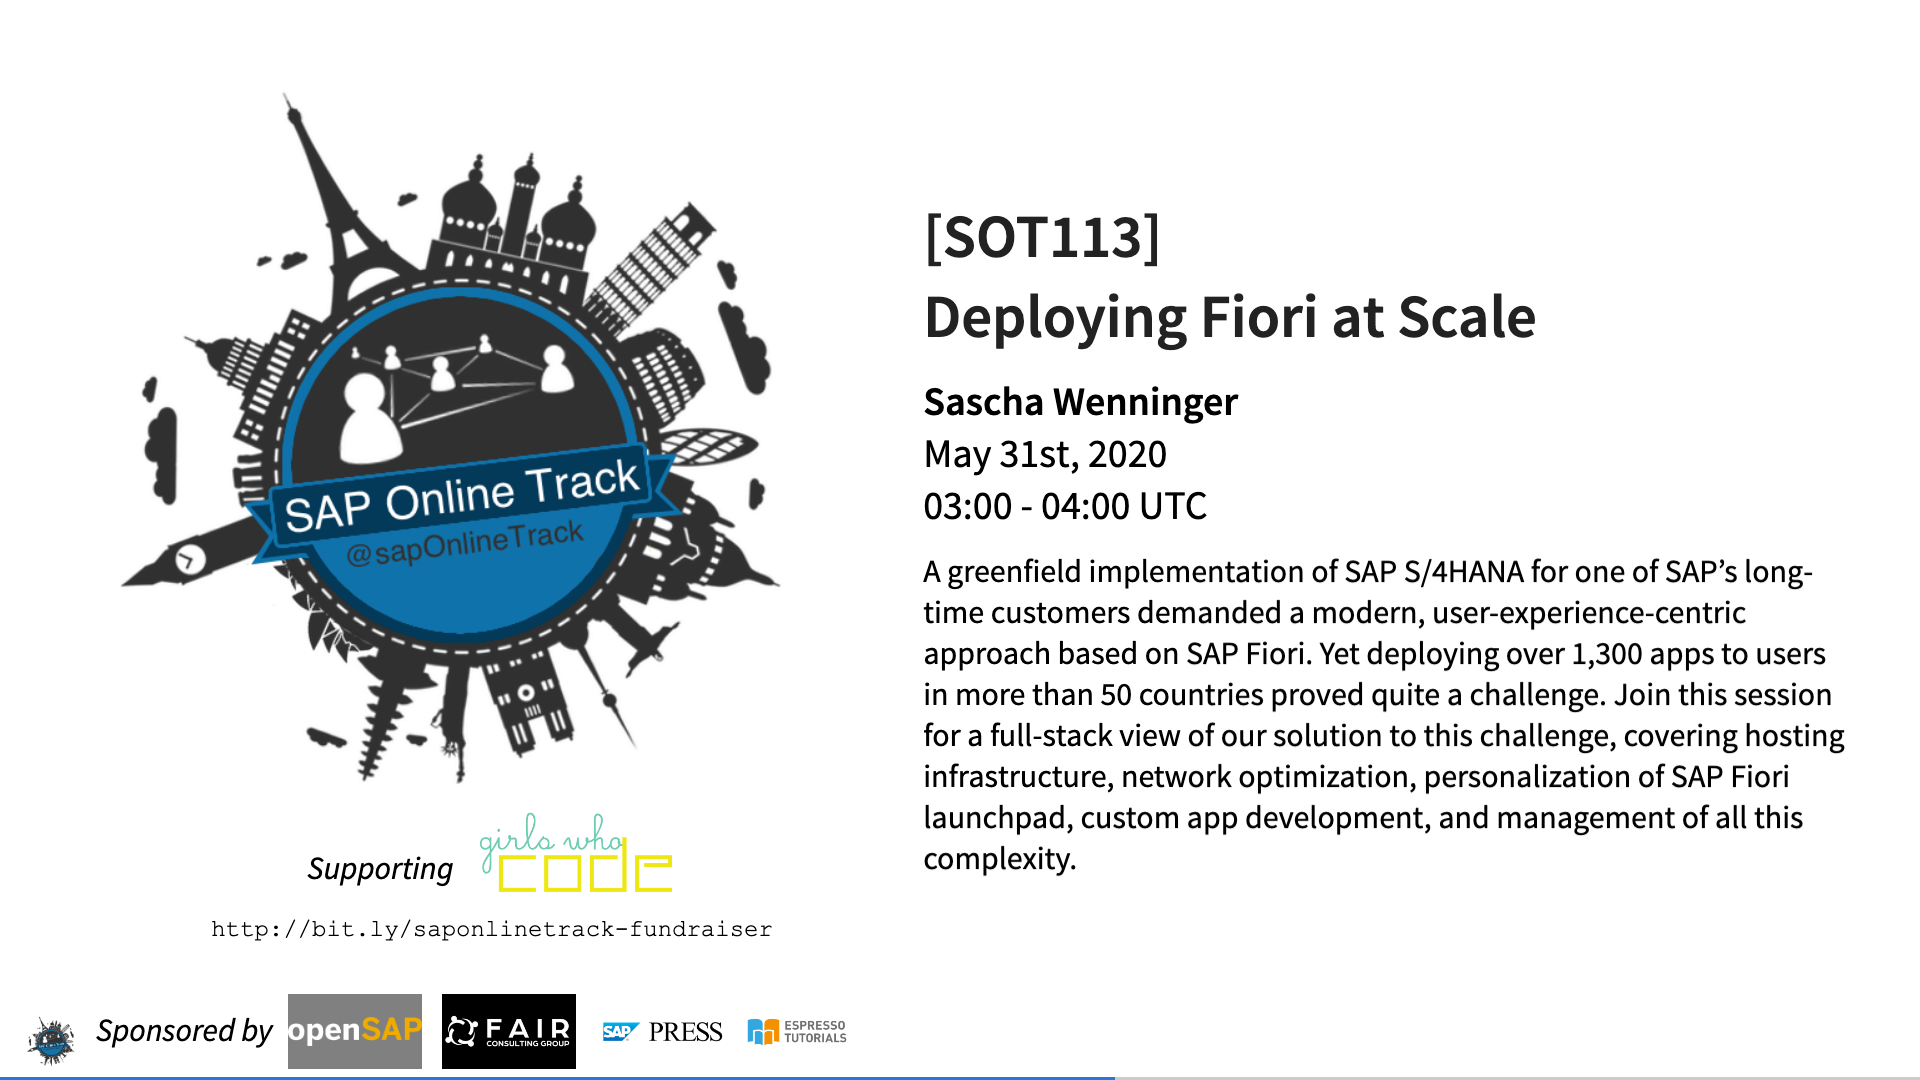 SAP Online Track
@sapOnlineTrack
Supporting
girls who
code
http://bit.ly/saponlinetrack-fundraiser
[SOT113]
Deploying Fiori at Scale
Sascha Wenninger
May 31st, 2020
03:00 - 04:00 UTC
A greenfield implementation of SAP S/4HANA for one of SAP’s long-
time customers demanded a modern, user-experience-centric
approach based on SAP Fiori. Yet deploying over 1,300 apps to users
in more than 50 countries proved quite a challenge. Join this session
for a full-stack view of our solution to this challenge, covering hosting
infrastructure, network optimization, personalization of SAP Fiori
launchpad, custom app development, and management of all this
complexity.
Sponsored by
openSAP
FAIR
CONSULTING GROUP
SAP PRESS
ESPRESSO
TUTORIALS